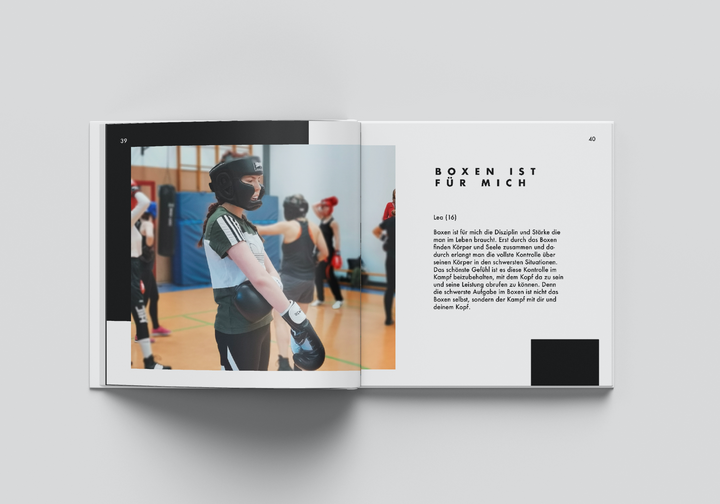 39
40
BOXEN IST
FÜR MICH
Lea (16)
Boxen ist für mich die Disziplin und Stärke die
man im Leben braucht. Erst durch das Boxen
finden Körper und Seele zusammen und da-
durch erlangt man die vollste Kontrolle über
seinen Körper in den schwersten Situationen.
Das schönste Gefühl ist es diese Kontrolle im
Kampf beizubehalten, mit dem Kopf da zu sein
und seine Leistung abrufen zu können. Denn
die schwerste Aufgabe im Boxen ist nicht das
Boxen selbst, sondern der Kampf mit dir und
deinem Kopf.